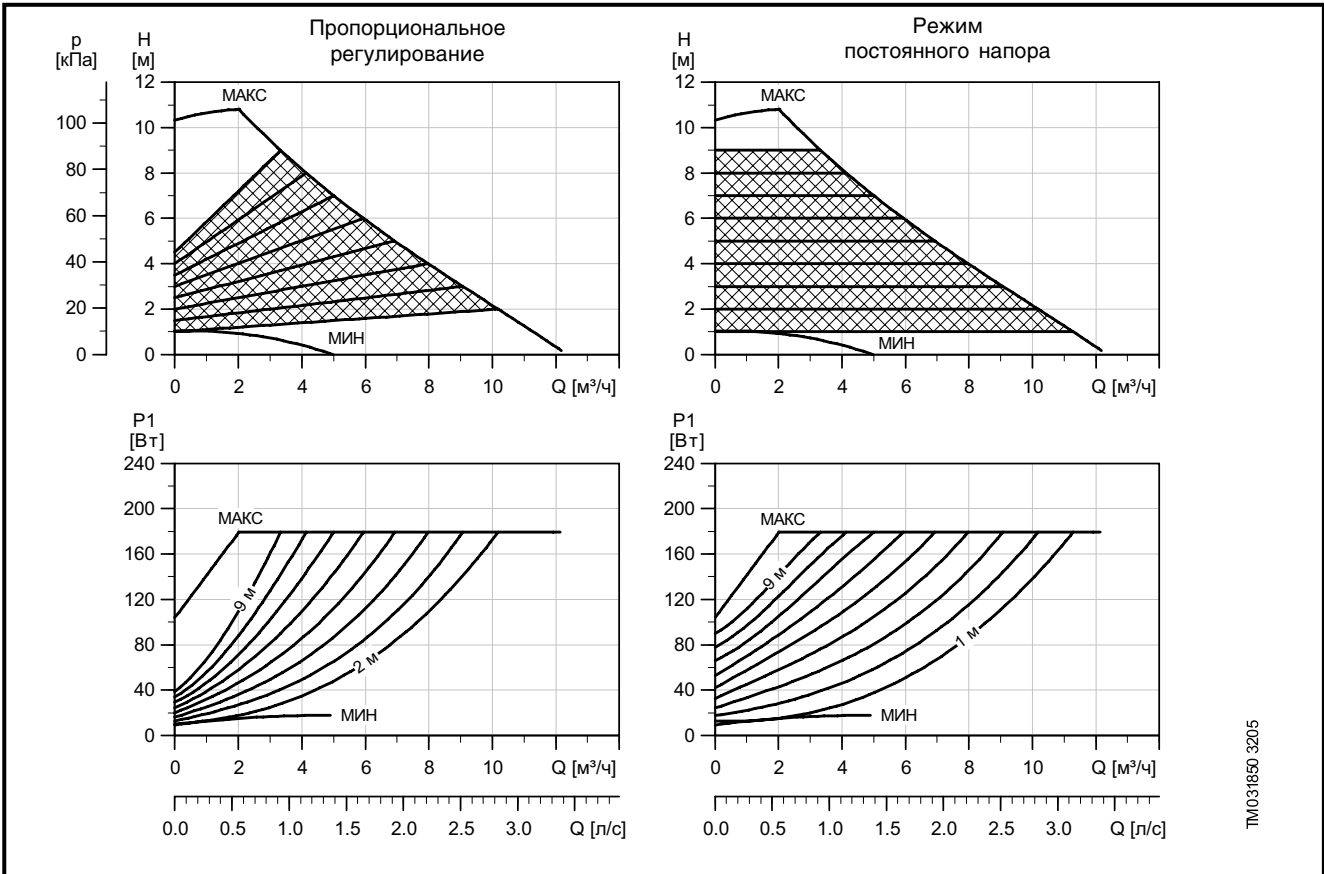 Пропорциональное
регулирование
p
[кПа]
H
[м]
12
10
8
6
4
2
0
100
80
60
40
20
0
МАКС
МИН
0 2 4 6 8 10 Q [м³/ч]
Режим
постоянного напора
H
[м]
12
10
8
6
4
2
0
МАКС
МИН
0 2 4 6 8 10 Q [м³/ч]
P1
[Вт]
240
200
160
120
80
40
0
МАКС
9 м
2 м
МИН
0 2 4 6 8 10 Q [м³/ч]
0.0 0.5 1.0 1.5 2.0 2.5 3.0 Q [л/с]
P1
[Вт]
240
200
160
120
80
40
0
МАКС
9 м
1 м
МИН
0 2 4 6 8 10 Q [м³/ч]
0.0 0.5 1.0 1.5 2.0 2.5 3.0 Q [л/с]
TM031850 3205